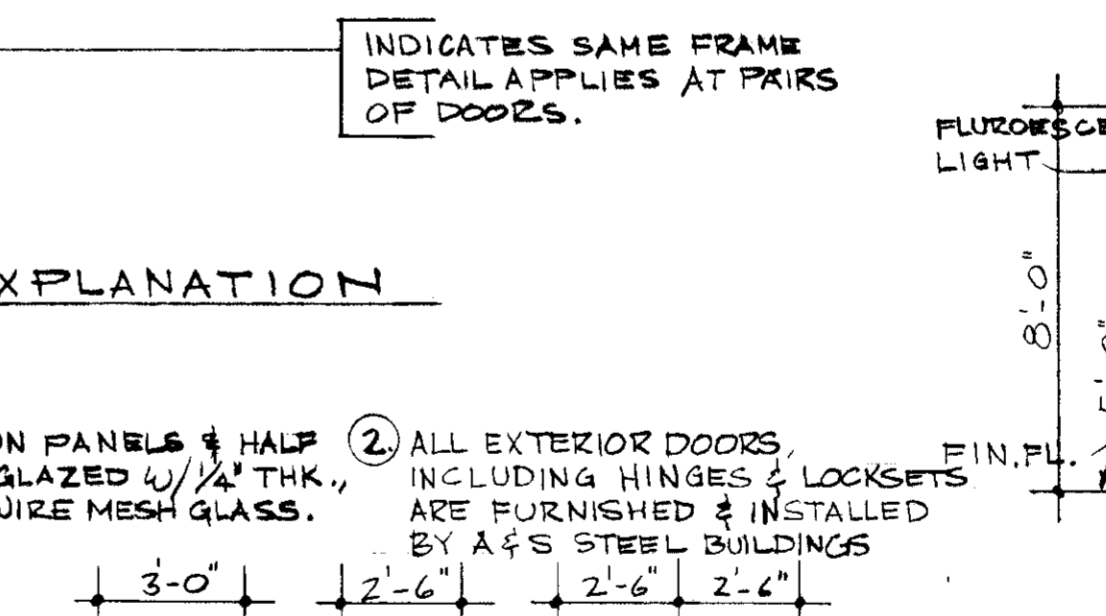 INDICATES SAME FRAME
DETAIL APPLIES AT PAIRS
OF DOORS.
FLUROESCE
LIGHT
8'-0"
XPLANATION
FIN.FL.
ON PANELS & HALF
GLAZED W/ 1/4" THK.,
WIRE MESH GLASS.
2. ALL EXTERIOR DOORS,
INCLUDING HINGES & LOCKSETS
ARE FURNISHED & INSTALLED
BY A & S STEEL BUILDINGS
3'-0" 2'-6" 2'-6" 2'-6"